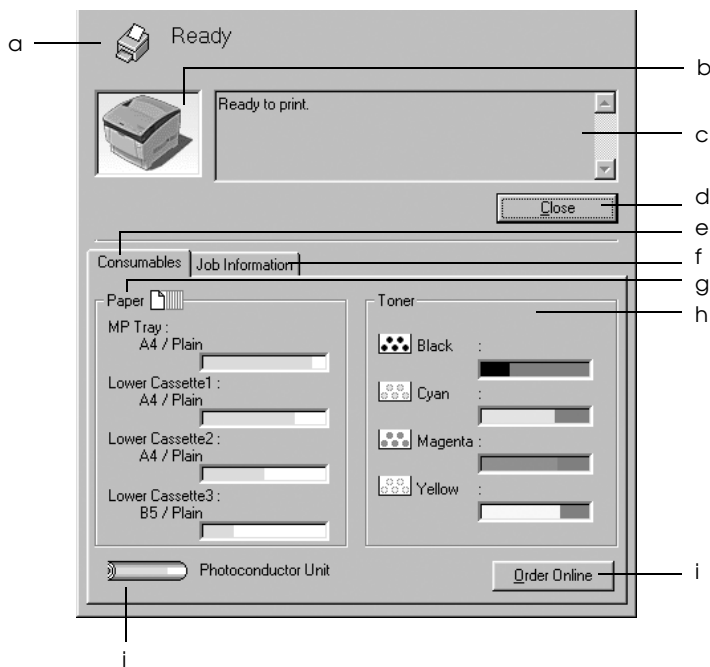 a
Ready
b
Ready to print.
c
Close
d
e
Consumables
Job Information
f
g
Paper
Toner
h
MP Tray :
A4 / Plain
Black :
Lower Cassette1 :
A4 / Plain
Cyan :
Lower Cassette2 :
A4 / Plain
Magenta :
Lower Cassette3 :
B5 / Plain
Yellow :
Photoconductor Unit
Order Online
i
i